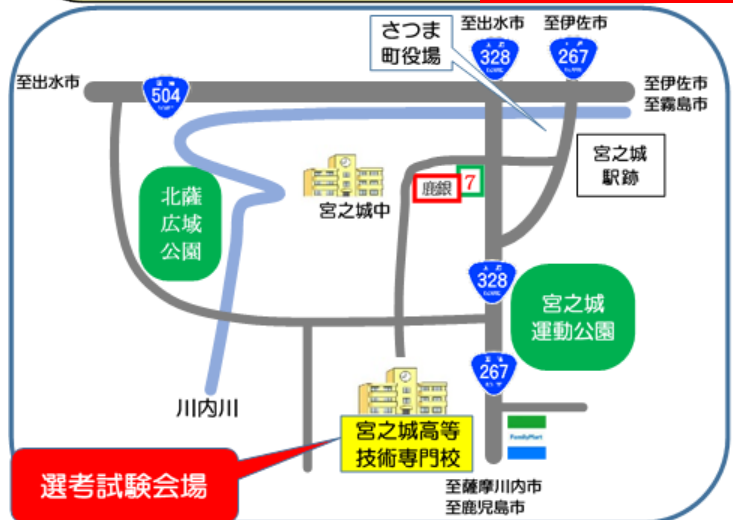 さつま
町役場
至出水市
至伊佐市
328
267
至出水市
504
至伊佐市
至霧島市
宮之城
駅跡
鹿銀
7
宮之城中
北薩
広域
公園
328
宮之城
運動公園
267
川内川
FamilyMart
宮之城高等
技術専門校
選考試験会場
至薩摩川内市
至鹿児島市